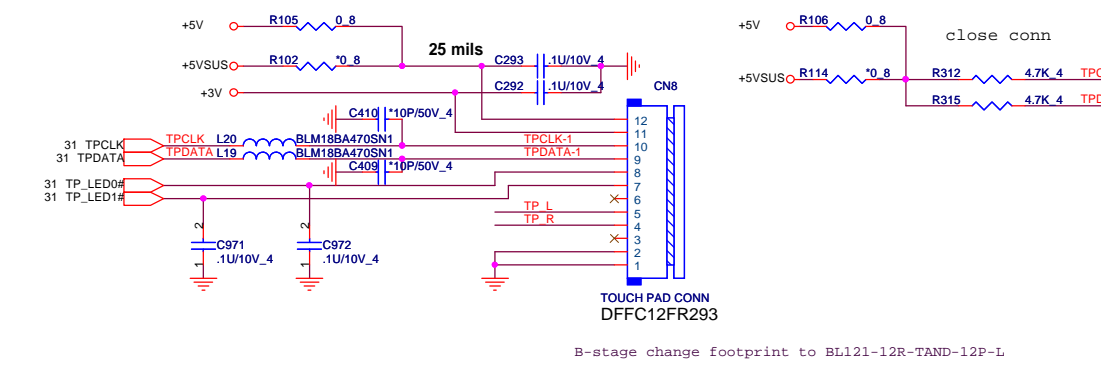 +5V R105 0_8
+5VSUS R102 *0_8
25 mils
+3V
C293 .1U/10V_4
C292 .1U/10V_4
CN8
C410 *10P/50V_4
31 TPCLK TPCLK L20 BLM18BA470SN1 TPCLK-1
31 TPDATA TPDATA L19 BLM18BA470SN1 TPDATA-1
C409 *10P/50V_4
31 TP_LED0#
31 TP_LED1#
TP_L
TP_R
12
11
10
9
8
7
6
5
4
3
2
1
2
C971
.1U/10V_4
1
2
C972
.1U/10V_4
1
TOUCH PAD CONN
DFFC12FR293
B-stage change footprint to BL121-12R-TAND-12P-L
+5V R106 0_8
close conn
+5VSUS R114 *0_8
R312 4.7K_4 TPC
R315 4.7K_4